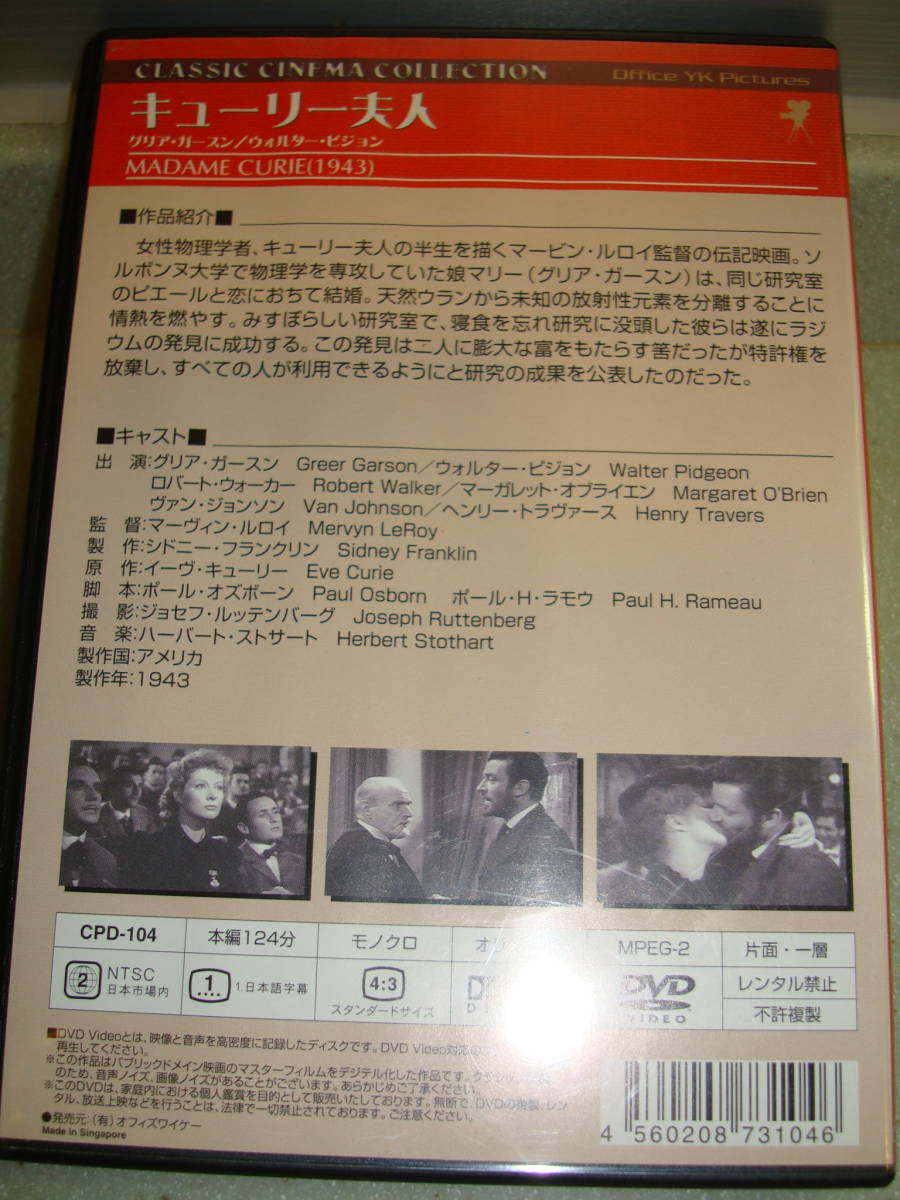 CLASSIC CINEMA COLLECTION
Office YK Pictures
キューリー夫人
グリア・ガースン/ウォルター・ピジョン
MADAME CURIE(1943)
■作品紹介■
女性物理学者、キューリー夫人の半生を描くマービン・ルロイ監督の伝記映画。ソ
ルボンヌ大学で物理学を専攻していた娘マリー(グリア・ガースン)は、同じ研究室
のピエールと恋におちて結婚。天然ウランから未知の放射性元素を分離することに
情熱を燃やす。みすぼらしい研究室で、寝食を忘れ研究に没頭した彼らは遂にラジ
ウムの発見に成功する。この発見は二人に膨大な富をもたらす筈だったが特許権を
放棄し、すべての人が利用できるようにと研究の成果を公表したのだった。
■キャスト■
出 演:グリア・ガースン Greer Garson/ウォルター・ピジョン Walter Pidgeon
ロバート・ウォーカー Robert Walker/マーガレット・オブライエン Margaret O'Brien
ヴァン・ジョンソン Van Johnson/ヘンリー・トラヴァース Henry Travers
監 督:マーヴィン・ルロイ Mervyn LeRoy
製 作:シドニー・フランクリン Sidney Franklin
原 作:イーヴ・キューリー Eve Curie
脚 本:ポール・オズボーン Paul Osborn ポール・H・ラモウ Paul H. Rameau
撮 影:ジョセフ・ルッテンバーグ Joseph Ruttenberg
音 楽:ハーバート・ストサート Herbert Stothart
製作国:アメリカ
製作年:1943
CPD-104 本編124分 モノクロ MPEG-2 片面・一層
2 NTSC 日本市場内 1 1.日本語字幕 4:3 スタンダードサイズ DVD VIDEO レンタル禁止
不許複製
■DVD Videoとは、映像と音声を高密度に記録したディスクです。DVD Video対応の
再生してください。
※この作品はパブリックドメイン映画のマスターフィルムをデジテル化した作品です。
のため、音声ノイズ、画像ノイズがあることがございます。あらかじめご了承ください。
※このDVDは、家庭内における個人鑑賞を目的として販売いたしております。無断で、DVDの複製、レン
タル、放送上映などを行うことは、法律で一切禁止されております。ご注意ください。
●発売元:(有)オフィズワイケー
Made in Singapore
4 560208 731046